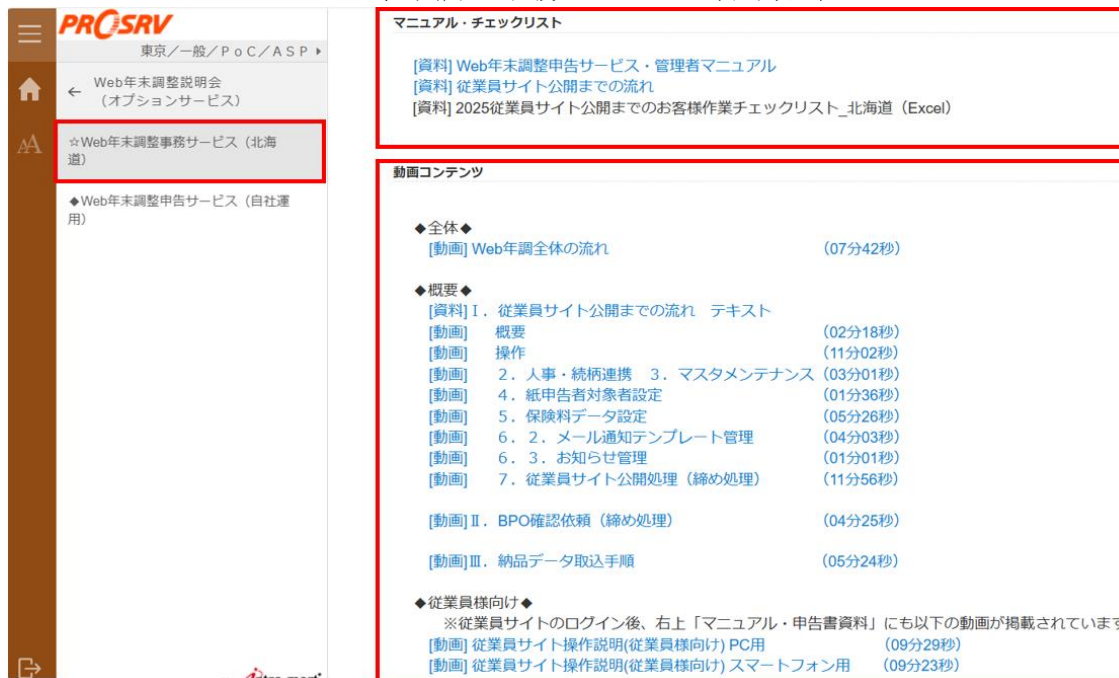 PROSRV
東京／一般／ＰｏＣ／ＡＳＰ
← Web年末調整説明会
（オプションサービス）
☆Web年末調整事務サービス（北海
道）
◆Web年末調整申告サービス（自社運
用）
AA
マニュアル・チェックリスト
[資料] Web年末調整申告サービス・管理者マニュアル
[資料] 従業員サイト公開までの流れ
[資料] 2025従業員サイト公開までのお客様作業チェックリスト_北海道（Excel）
動画コンテンツ
◆全体◆
[動画] Web年調全体の流れ （07分42秒）
◆概要◆
[資料]Ⅰ．従業員サイト公開までの流れ　テキスト
[動画]　概要 （02分18秒）
[動画]　操作 （11分02秒）
[動画]　２．人事・続柄連携　３．マスタメンテナンス （03分01秒）
[動画]　４．紙申告者対象者設定 （01分36秒）
[動画]　５．保険料データ設定 （05分26秒）
[動画]　６．２．メール通知テンプレート管理 （04分03秒）
[動画]　６．３．お知らせ管理 （01分01秒）
[動画]　７．従業員サイト公開処理（締め処理） （11分56秒）
[動画]Ⅱ．BPO確認依頼（締め処理） （04分25秒）
[動画]Ⅲ．納品データ取込手順 （05分24秒）
◆従業員様向け◆
※従業員サイトのログイン後、右上「マニュアル・申告書資料」にも以下の動画が掲載されています
[動画] 従業員サイト操作説明(従業員様向け) PC用 （09分29秒）
[動画] 従業員サイト操作説明(従業員様向け) スマートフォン用 （09分23秒）